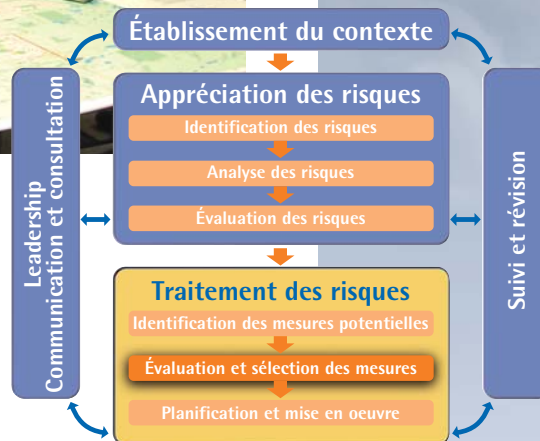 Établissement du contexte
Leadership
Communication et consultation
Appréciation des risques
Identification des risques
Analyse des risques
Évaluation des risques
Traitement des risques
Identification des mesures potentielles
Évaluation et sélection des mesures
Planification et mise en oeuvre
Suivi et révision